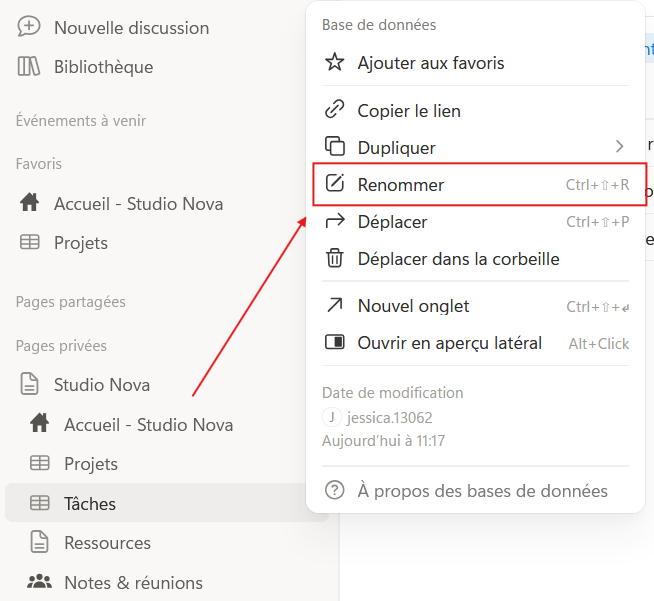 Nouvelle discussion
Bibliothèque
Événements à venir
Favoris
Accueil - Studio Nova
Projets
Pages partagées
Pages privées
Studio Nova
Accueil - Studio Nova
Projets
Tâches
Ressources
Notes & réunions
Base de données
Ajouter aux favoris
Copier le lien
Dupliquer
Renommer Ctrl+⇧+R
Déplacer Ctrl+⇧+P
Déplacer dans la corbeille
Nouvel onglet Ctrl+⇧+↲
Ouvrir en aperçu latéral Alt+Click
Date de modification
J jessica.13062
Aujourd’hui à 11:17
À propos des bases de données